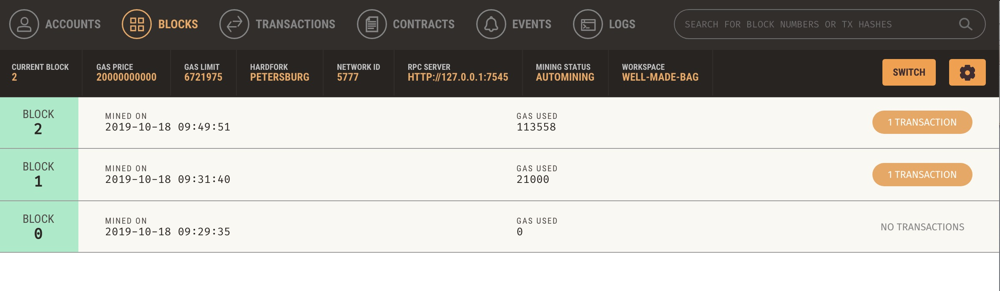 ACCOUNTS BLOCKS TRANSACTIONS CONTRACTS EVENTS LOGS SEARCH FOR BLOCK NUMBERS OR TX HASHES
CURRENT BLOCK GAS PRICE GAS LIMIT HARDFORK NETWORK ID RPC SERVER MINING STATUS WORKSPACE
2 20000000000 6721975 PETERSBURG 5777 HTTP://127.0.0.1:7545 AUTOMINING WELL-MADE-BAG
SWITCH
BLOCK
2
MINED ON
2019-10-18 09:49:51
GAS USED
113558
1 TRANSACTION
BLOCK
1
MINED ON
2019-10-18 09:31:40
GAS USED
21000
1 TRANSACTION
BLOCK
0
MINED ON
2019-10-18 09:29:35
GAS USED
0
NO TRANSACTIONS